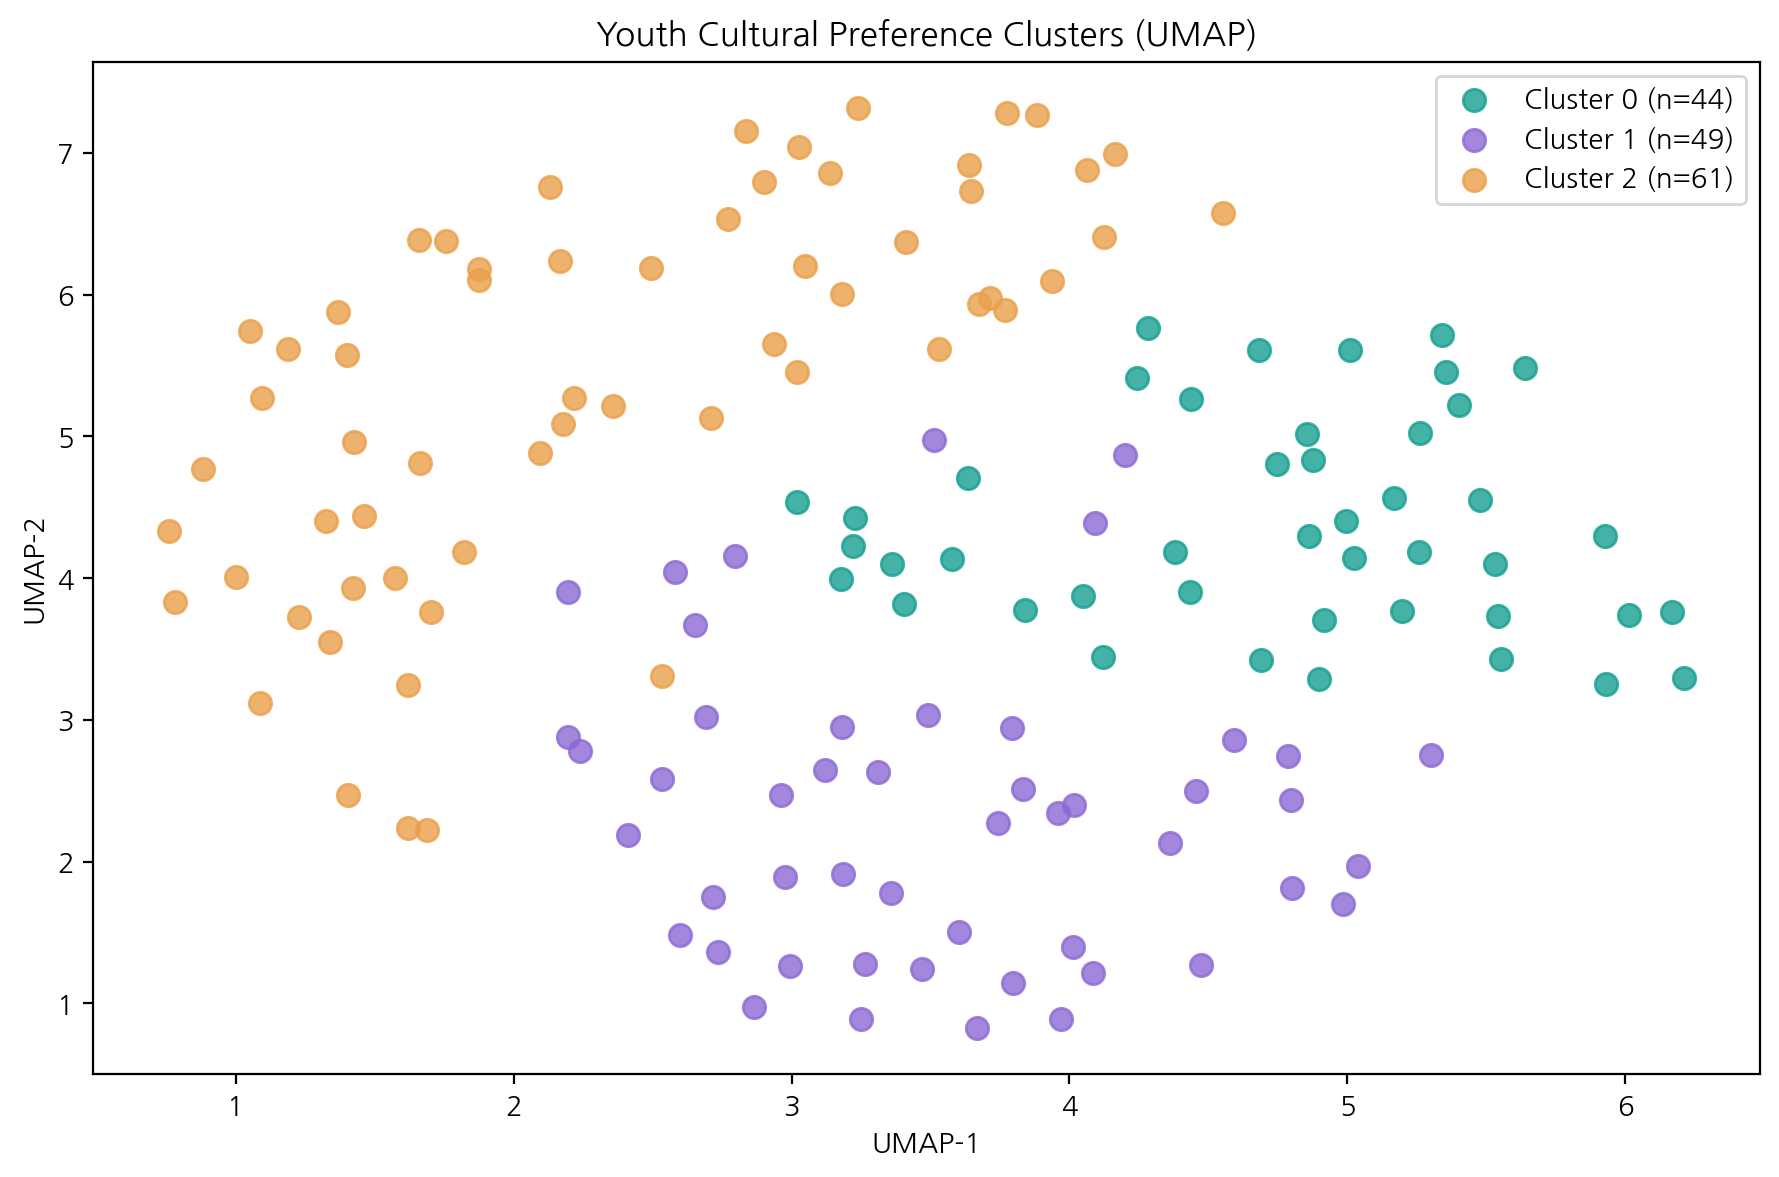 Youth Cultural Preference Clusters (UMAP)
Cluster 0 (n=44)
Cluster 1 (n=49)
Cluster 2 (n=61)
7
6
5
4
3
2
1
UMAP-2
1 2 3 4 5 6
UMAP-1